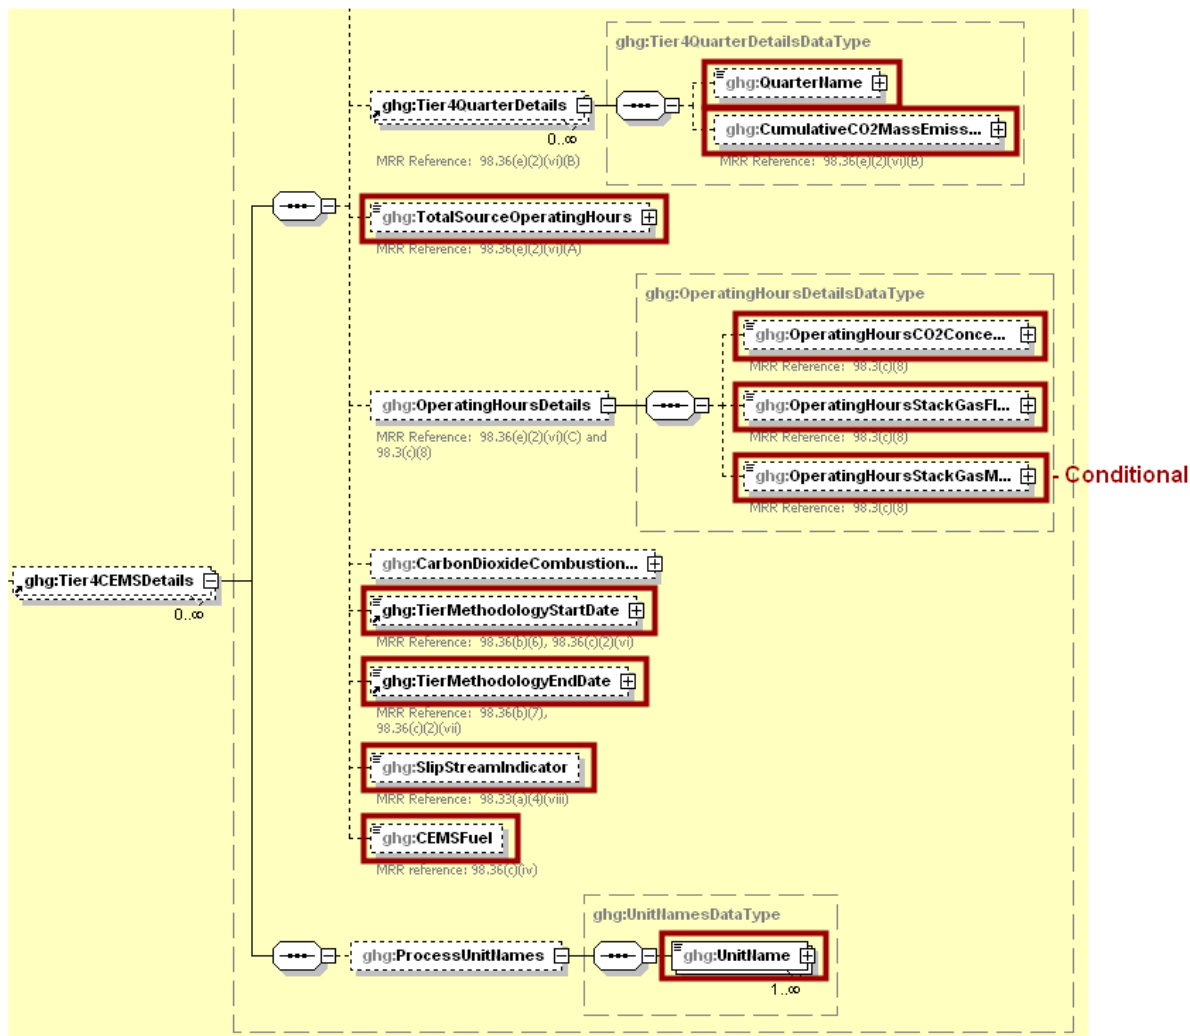 ghg:Tier4QuarterDetailsDataType
ghg:QuarterName
ghg:Tier4QuarterDetails
0..∞
ghg:CumulativeCO2MassEmiss...
MRR Reference: 98.36(e)(2)(vi)(B)
MRR Reference: 98.36(e)(2)(vi)(B)
ghg:TotalSourceOperatingHours
MRR Reference: 98.36(e)(2)(vi)(A)
ghg:OperatingHoursDetailsDataType
ghg:OperatingHoursCO2Conce...
MRR Reference: 98.3(c)(8)
ghg:OperatingHoursDetails
MRR Reference: 98.36(e)(2)(vi)(C) and
98.3(c)(8)
ghg:OperatingHoursStackGasFl...
MRR Reference: 98.3(c)(8)
ghg:OperatingHoursStackGasM...
- Conditional
MRR Reference: 98.3(c)(8)
ghg:Tier4CEMSDetails
0..∞
ghg:CarbonDioxideCombustion...
ghg:TierMethodologyStartDate
MRR Reference: 98.36(b)(6), 98.36(c)(2)(vi)
ghg:TierMethodologyEndDate
MRR Reference: 98.36(b)(7),
98.36(c)(2)(vii)
ghg:SlipStreamIndicator
MRR Reference: 98.33(a)(4)(viii)
ghg:CEMSFuel
MRR reference: 98.36(c)(iv)
ghg:UnitNamesDataType
ghg:ProcessUnitNames
ghg:UnitName
1..∞